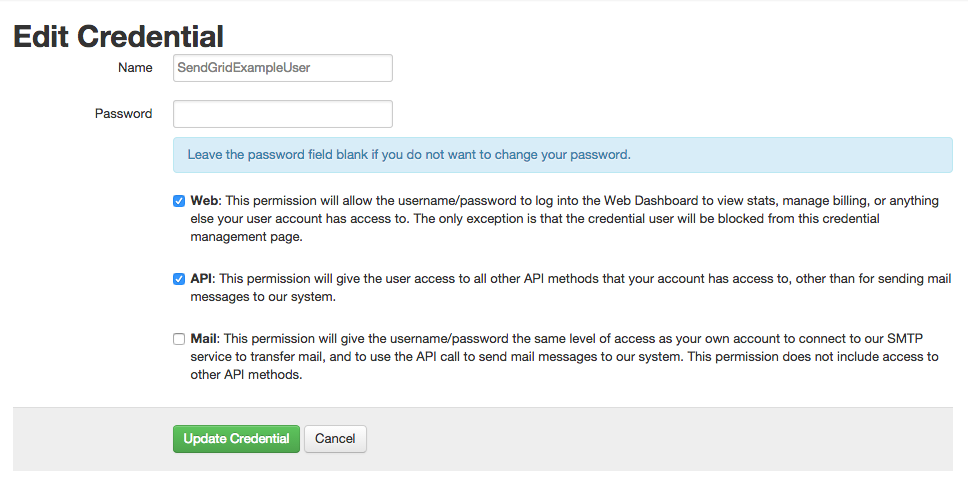 Edit Credential
Name
SendGridExampleUser
Password
Leave the password field blank if you do not want to change your password.
Web: This permission will allow the username/password to log into the Web Dashboard to view stats, manage billing, or anything
else your user account has access to. The only exception is that the credential user will be blocked from this credential
management page.
API: This permission will give the user access to all other API methods that your account has access to, other than for sending mail
messages to our system.
Mail: This permission will give the username/password the same level of access as your own account to connect to our SMTP
service to transfer mail, and to use the API call to send mail messages to our system. This permission does not include access to
other API methods.
Update Credential
Cancel